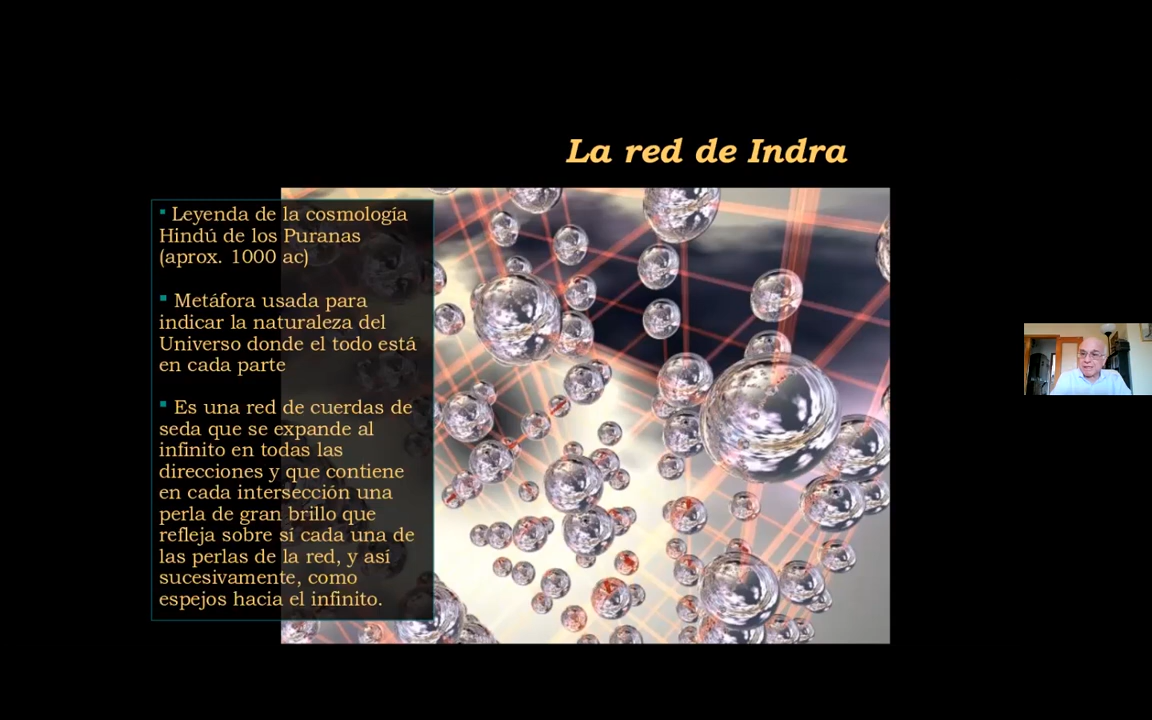 La red de Indra
▪ Leyenda de la cosmología
Hindú de los Puranas
(aprox. 1000 ac)
▪ Metáfora usada para
indicar la naturaleza del
Universo donde el todo está
en cada parte
▪ Es una red de cuerdas de
seda que se expande al
infinito en todas las
direcciones y que contiene
en cada intersección una
perla de gran brillo que
refleja sobre sí cada una de
las perlas de la red, y así
sucesivamente, como
espejos hacia el infinito.